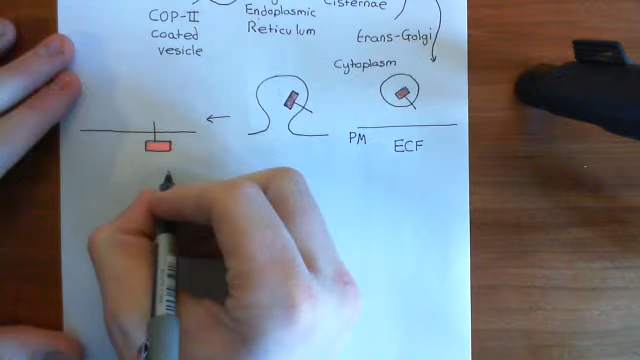 COP-II
coated
vesicle
Endoplasmic
Reticulum
Cisternae
trans-Golgi
Cytoplasm
PM
ECF